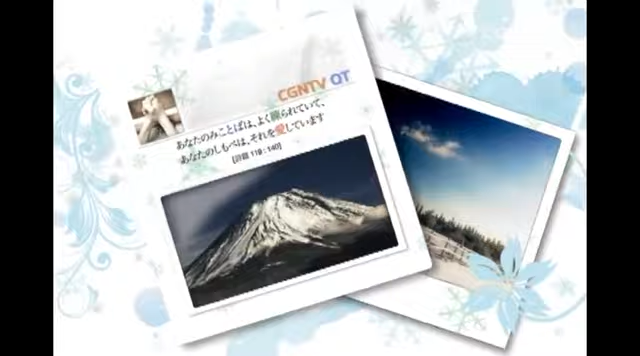 CGNTV QT
あなたのみことばは、よく錬られていて、
あなたのしもべは、それを愛しています
[詩篇 119 : 140]